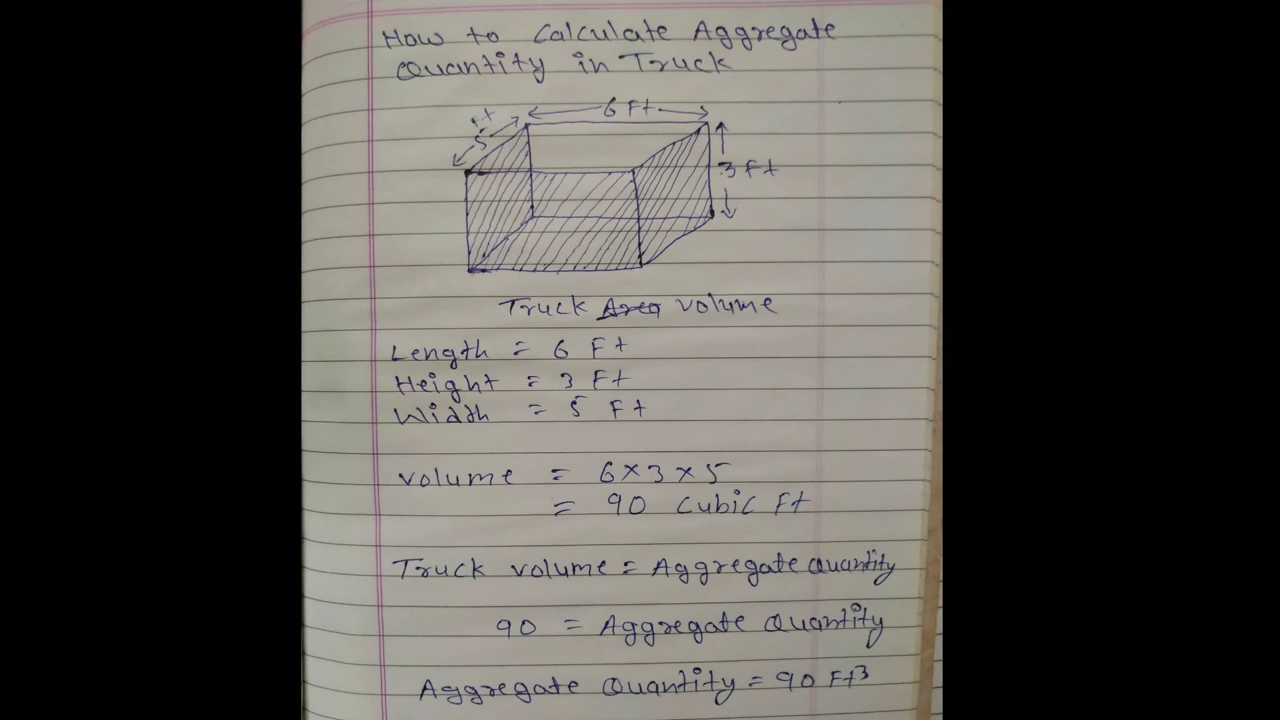 How to Calculate Aggregate
Quantity in Truck
6 Ft
5 Ft
3 Ft
Truck Area volume
Length = 6 Ft
Height = 3 Ft
Width = 5 Ft
volume = 6×3×5
= 90 Cubic Ft
Truck volume = Aggregate Quantity
90 = Aggregate Quantity
Aggregate Quantity = 90 Ft³